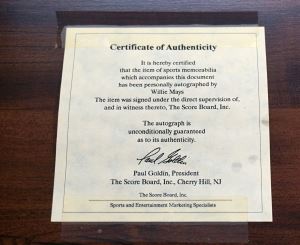 Certificate of Authenticity
It is hereby certified
that the item of sports memorabilia
which accompanies this document
has been personally autographed by
Willie Mays
The item was signed under the direct supervision of,
and in witness thereto, The Score Board, Inc.
The autograph is
unconditionally guaranteed
as to its authenticity.
Paul Goldin
Paul Goldin, President
The Score Board, Inc., Cherry Hill, NJ
The Score Board, Inc.
Sports and Entertainment Marketing Specialists